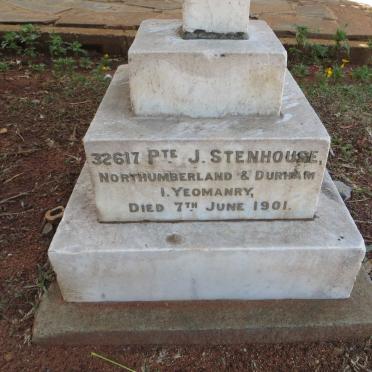 32617 PTE J. STENHOUSE,
NORTHUMBERLAND & DURHAM
I. YEOMANRY,
DIED 7TH JUNE 1901.